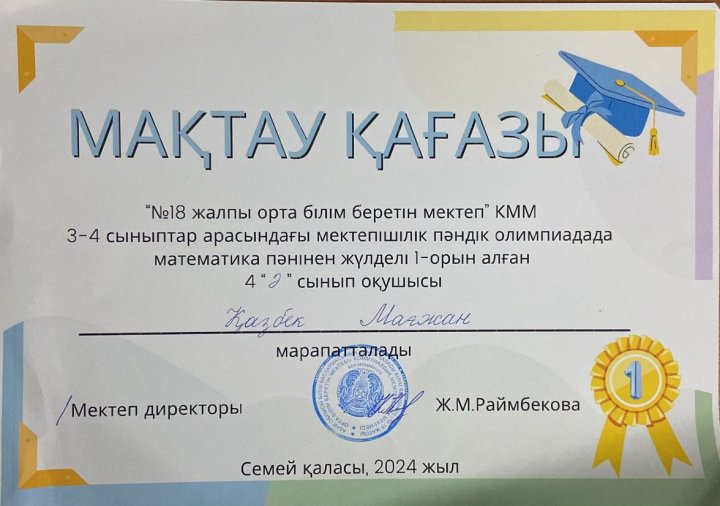 МАҚТАУ ҚАҒАЗЫ
“№18 жалпы орта білім беретін мектеп” КММ
3-4 сыныптар арасындағы мектепішілік пәндік олимпиадада
математика пәнінен жүлделі 1-орын алған
4 “Д” сынып оқушысы
Қазбек Мағжан
марапатталады
Мектеп директоры Ж.М.Раймбекова
1
Семей қаласы, 2024 жыл